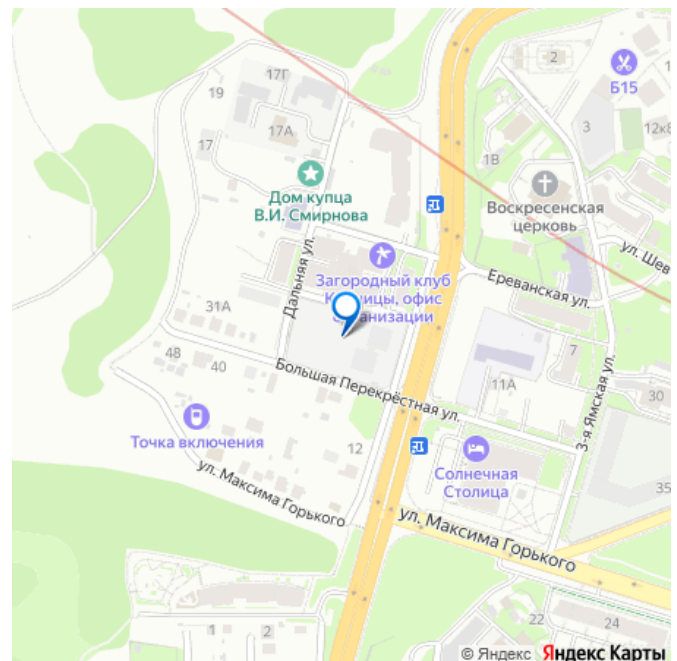 17Г
19
17А
17
Дом купца
В.И. Смирнова
2
Б15
3
12к8
1В
Воскресенская
церковь
ул. Шев
Загородный клуб
офис
Дальняя ул.
31А
Ереванская ул.
48
40
Большая Перекрёстная ул.
7
11А
30
3-я Ямская ул.
Точка включения
12
Солнечная
Столица
35
ул. Максима Горького
ул. Максима Горького
1
2
22
24
© Яндекс Яндекс Карты